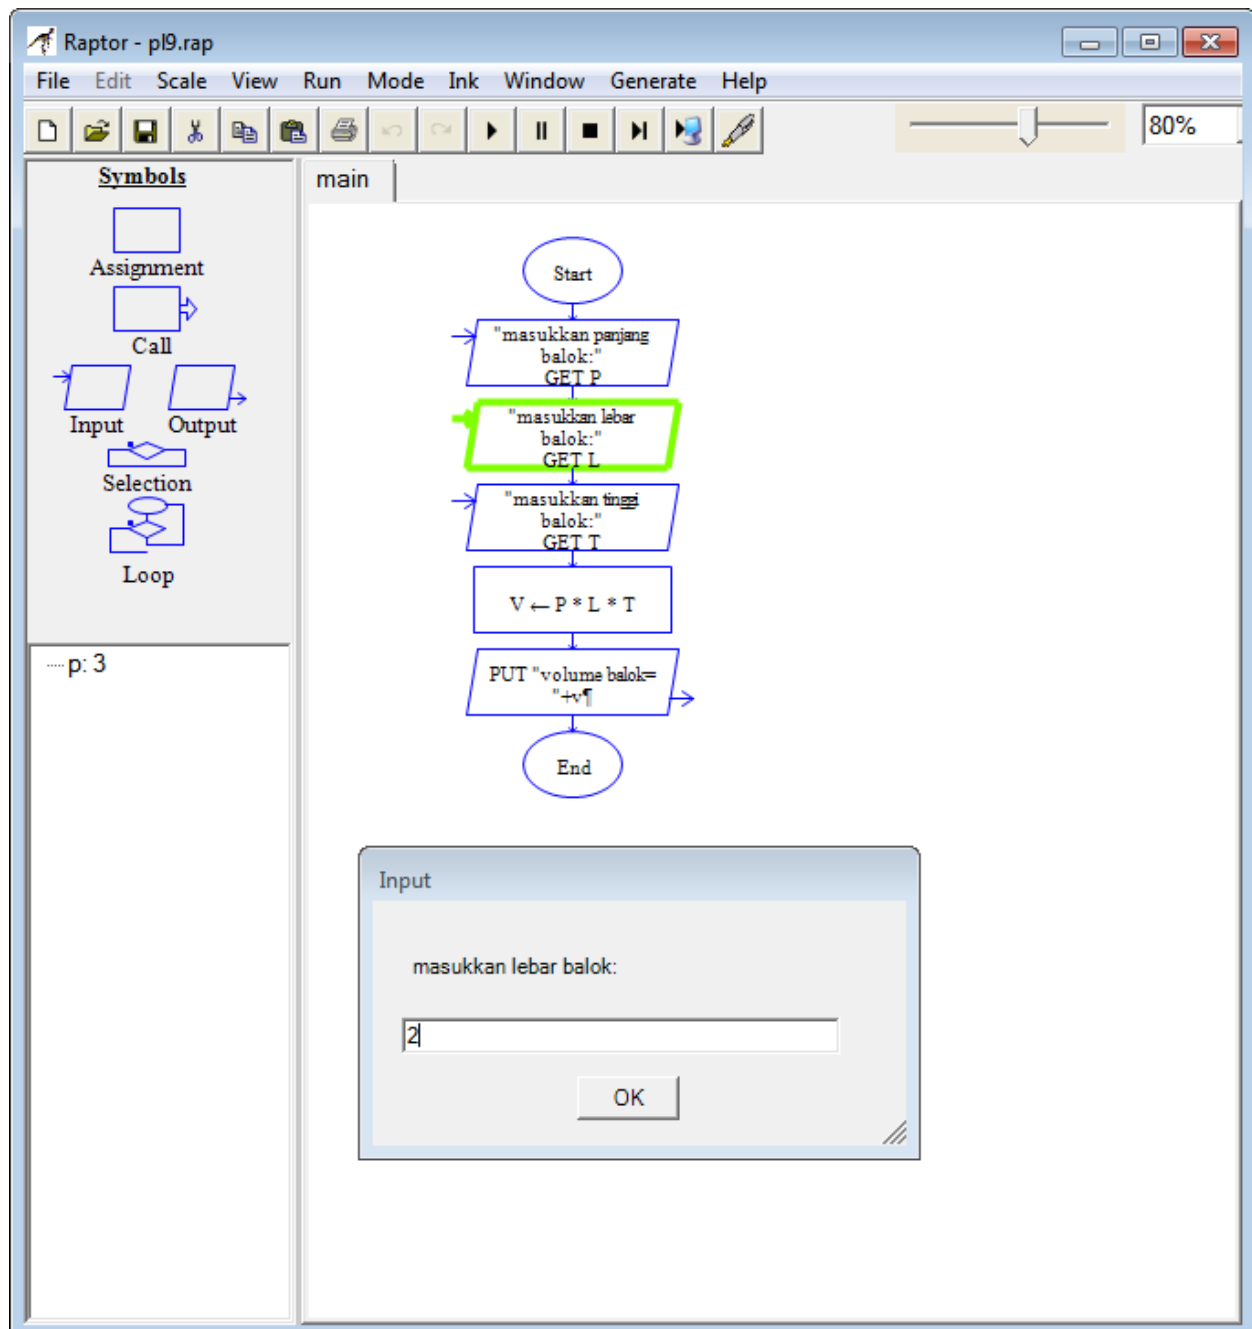 Raptor - pl9.rap
File Edit Scale View Run Mode Ink Window Generate Help
80%
Symbols
Assignment
Call
Input Output
Selection
Loop
p: 3
main
Start
"masukkan panjang
balok:"
GET P
"masukkan lebar
balok:"
GET L
"masukkan tinggi
balok:"
GET T
V ← P * L * T
PUT "volume balok=
"+v¶
End
Input
masukkan lebar balok:
2
OK